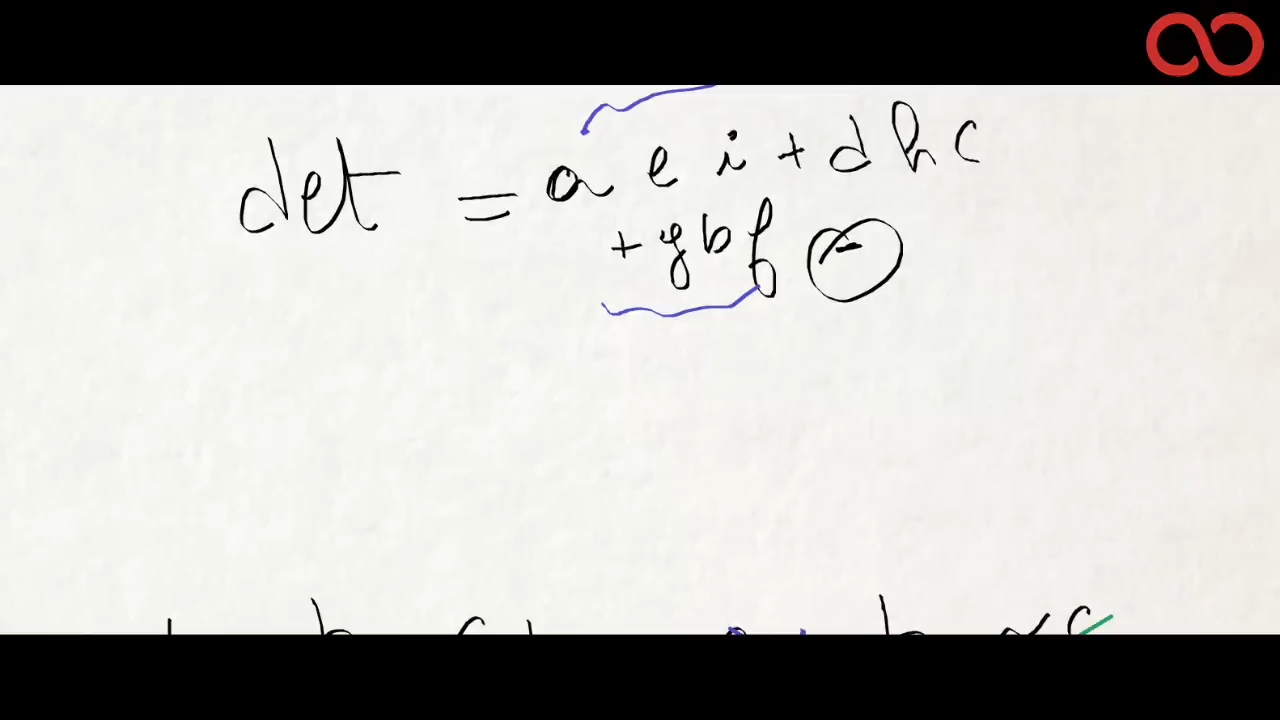 det = a e i + d h c
+ g b f -